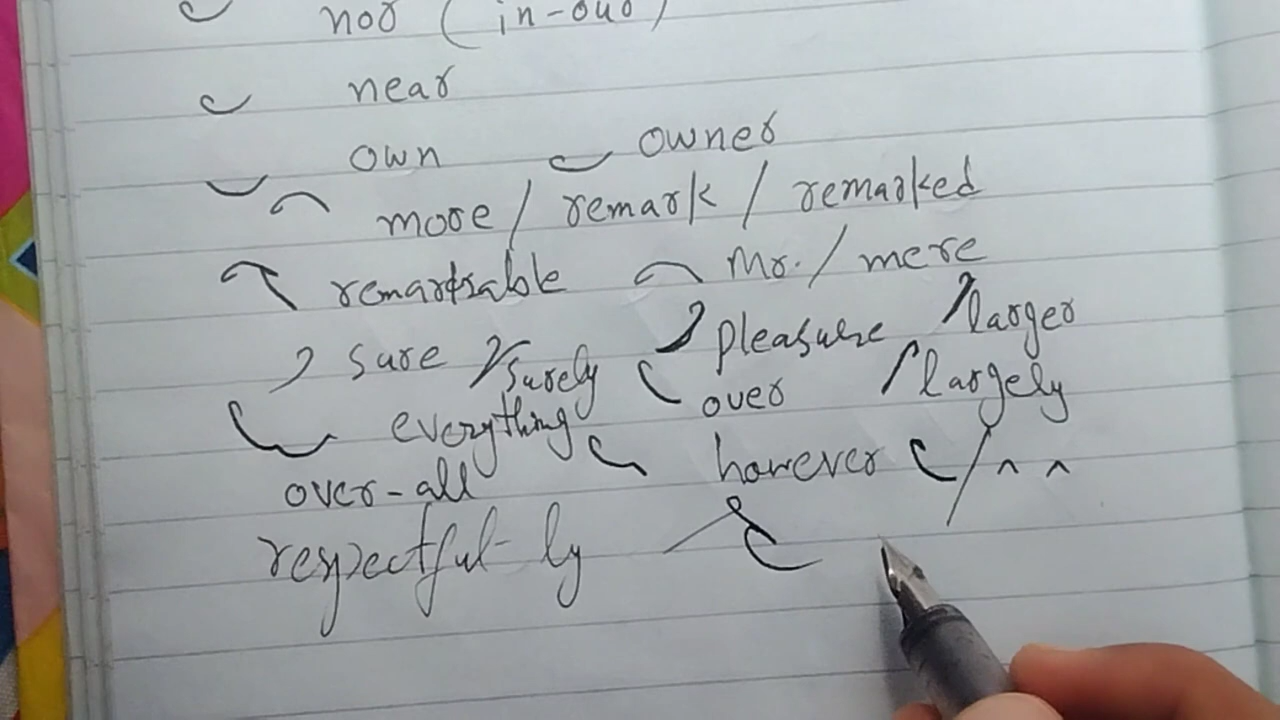 nor (in-our)
near
own owner
more / remark / remarked
remarkable Mr. / mere
sure surely pleasure larger
everything over largely
over-all however
respectful-ly